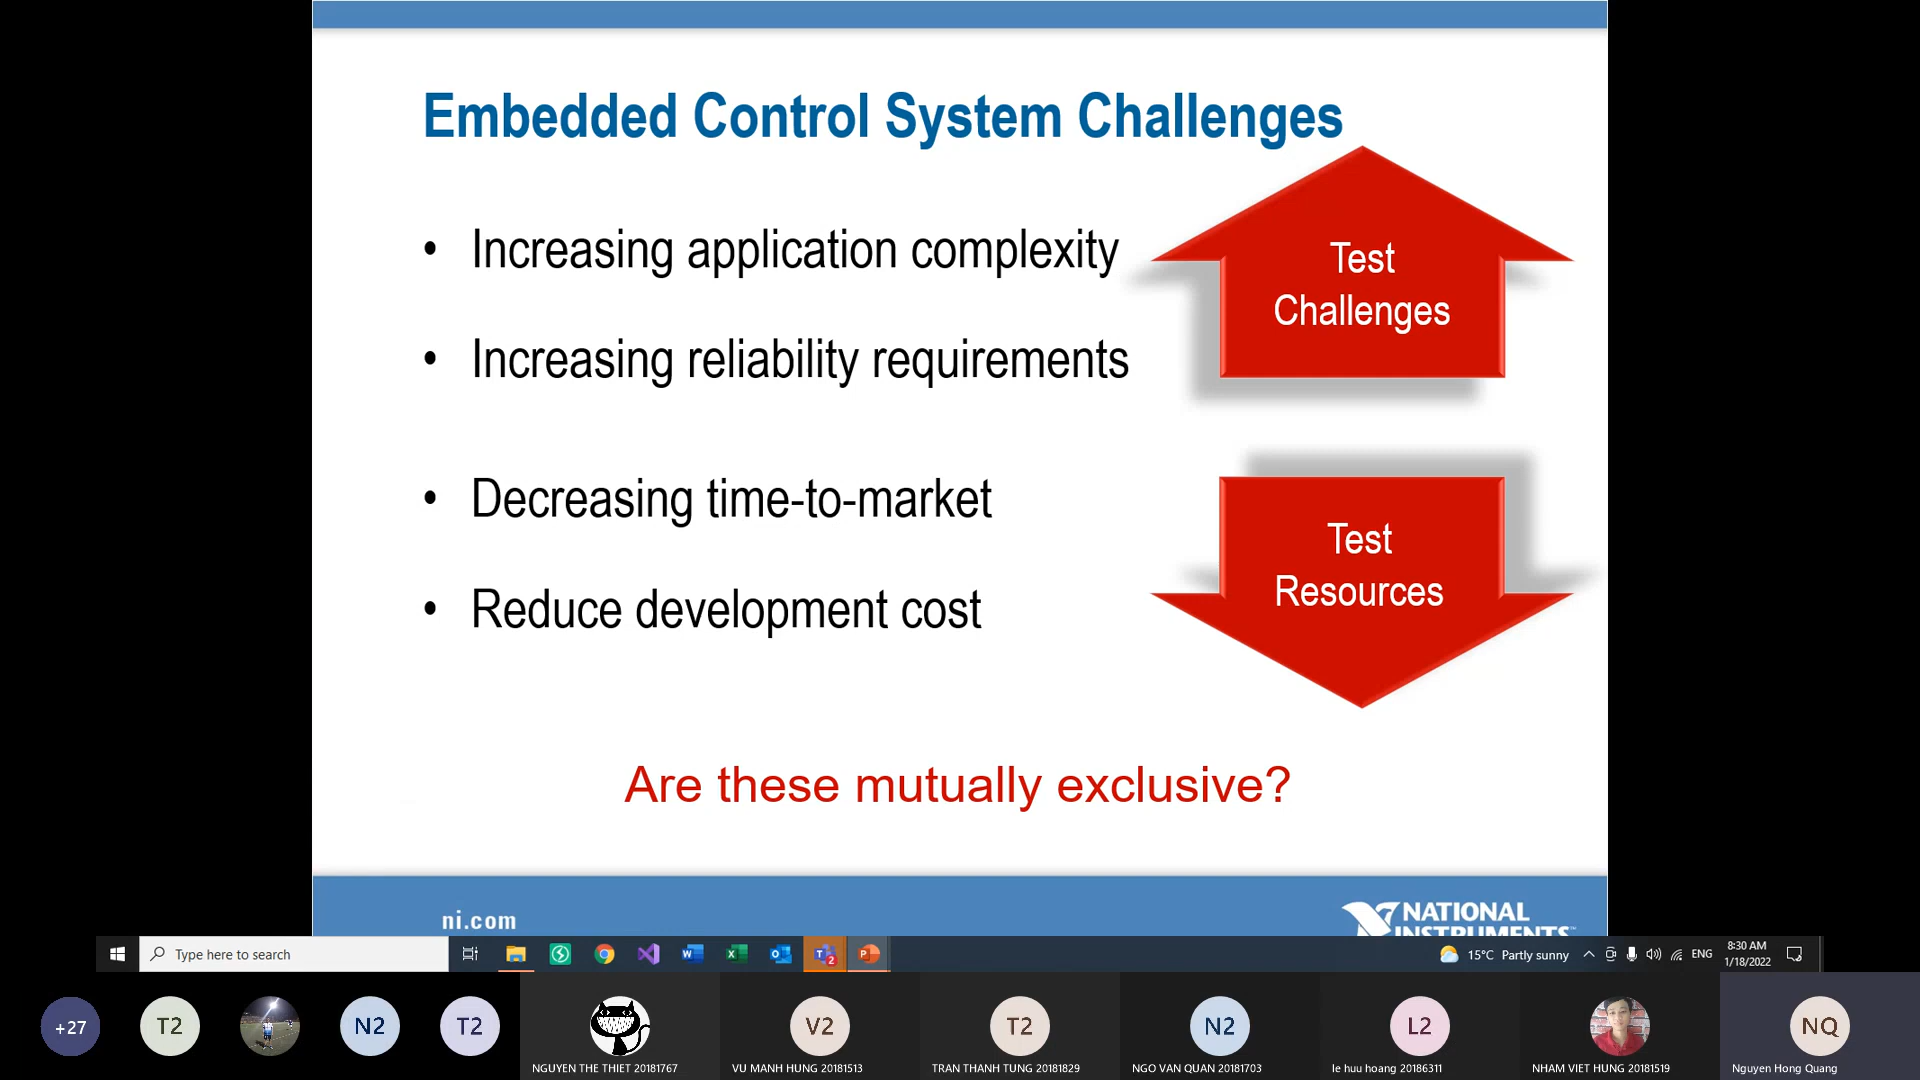 Embedded Control System Challenges
• Increasing application complexity
• Increasing reliability requirements
Test
Challenges
• Decreasing time-to-market
• Reduce development cost
Test
Resources
Are these mutually exclusive?
ni.com
NATIONAL
INSTRUMENTS™
Type here to search
2
15°C Partly sunny
ENG
8:30 AM
1/18/2022
+27
T2
N2
T2
NGUYEN THE THIET 20181767
V2
VU MANH HUNG 20181513
T2
TRAN THANH TUNG 20181829
N2
NGO VAN QUAN 20181703
L2
le huu hoang 20186311
NHAM VIET HUNG 20181519
NQ
Nguyen Hong Quang